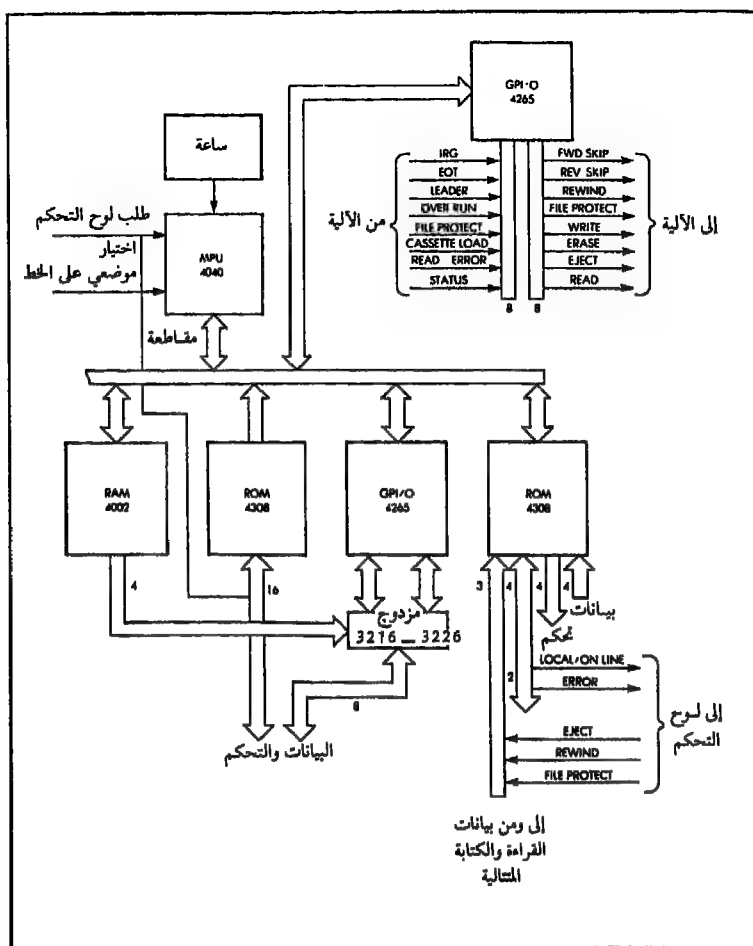 GPI-O
4265
ساعة
IRG
EOT
LEADER
OVER RUN
FILE PROTECT
CASSETTE LOAD
READ ERROR
STATUS
من الآلية
FWD SKIP
REV SKIP
REWIND
FILE PROTECT
WRITE
ERASE
EJECT
READ
إلى الآلية
8
8
طلب لوح التحكم
اختيار
موضعي على الخط
MPU
4040
مقاطعة
RAM
4002
ROM
4308
GPI/O
4265
ROM
4308
4
16
مزدوج
3216 — 3226
8
البيانات والتحكم
3
4
4
4
بيانات
تحكم
2
LOCAL/ON LINE
ERROR
EJECT
REWIND
FILE PROTECT
إلى لوح
التحكم
إلى ومن بيانات
القراءة والكتابة
المتتالية